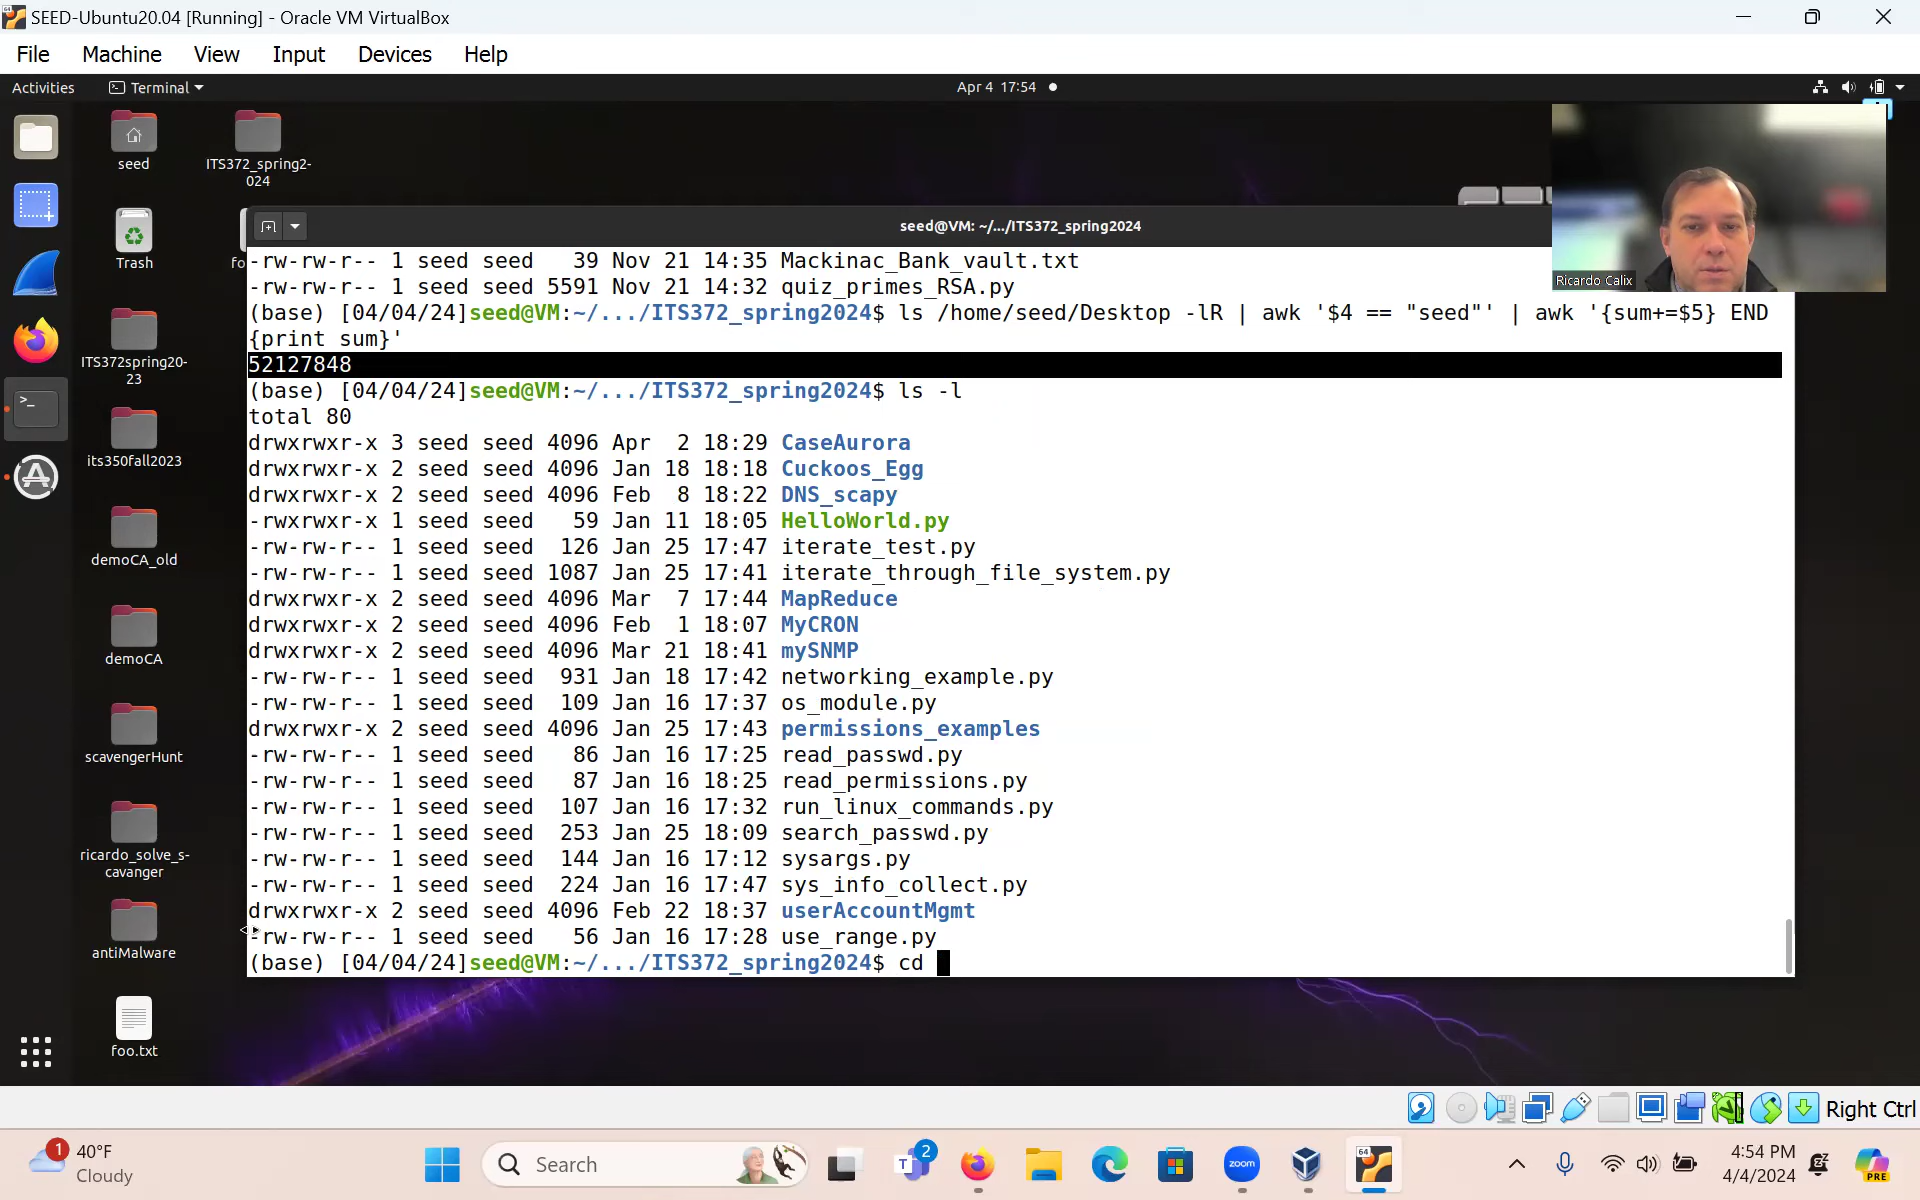 SEED-Ubuntu20.04 [Running] - Oracle VM VirtualBox
File Machine View Input Devices Help
Activities Terminal Apr 4 17:54
seed
ITS372_spring2-
024
Trash
fo
ITS372spring20-
23
its350fall2023
demoCA_old
demoCA
scavengerHunt
ricardo_solve_s-
cavanger
antiMalware
foo.txt
Ricardo Calix
seed@VM: ~/.../ITS372_spring2024
-rw-rw-r-- 1 seed seed   39 Nov 21 14:35 Mackinac_Bank_vault.txt
-rw-rw-r-- 1 seed seed 5591 Nov 21 14:32 quiz_primes_RSA.py
(base) [04/04/24]seed@VM:~/.../ITS372_spring2024$ ls /home/seed/Desktop -lR | awk '$4 == "seed"' | awk '{sum+=$5} END
{print sum}'
52127848
(base) [04/04/24]seed@VM:~/.../ITS372_spring2024$ ls -l
total 80
drwxrwxr-x 3 seed seed 4096 Apr  2 18:29 CaseAurora
drwxrwxr-x 2 seed seed 4096 Jan 18 18:18 Cuckoos_Egg
drwxrwxr-x 2 seed seed 4096 Feb  8 18:22 DNS_scapy
-rwxrwxr-x 1 seed seed   59 Jan 11 18:05 HelloWorld.py
-rw-rw-r-- 1 seed seed  126 Jan 25 17:47 iterate_test.py
-rw-rw-r-- 1 seed seed 1087 Jan 25 17:41 iterate_through_file_system.py
drwxrwxr-x 2 seed seed 4096 Mar  7 17:44 MapReduce
drwxrwxr-x 2 seed seed 4096 Feb  1 18:07 MyCRON
drwxrwxr-x 2 seed seed 4096 Mar 21 18:41 mySNMP
-rw-rw-r-- 1 seed seed  931 Jan 18 17:42 networking_example.py
-rw-rw-r-- 1 seed seed  109 Jan 16 17:37 os_module.py
drwxrwxr-x 2 seed seed 4096 Jan 25 17:43 permissions_examples
-rw-rw-r-- 1 seed seed   86 Jan 16 17:25 read_passwd.py
-rw-rw-r-- 1 seed seed   87 Jan 16 18:25 read_permissions.py
-rw-rw-r-- 1 seed seed  107 Jan 16 17:32 run_linux_commands.py
-rw-rw-r-- 1 seed seed  253 Jan 25 18:09 search_passwd.py
-rw-rw-r-- 1 seed seed  144 Jan 16 17:12 sysargs.py
-rw-rw-r-- 1 seed seed  224 Jan 16 17:47 sys_info_collect.py
drwxrwxr-x 2 seed seed 4096 Feb 22 18:37 userAccountMgmt
-rw-rw-r-- 1 seed seed   56 Jan 16 17:28 use_range.py
(base) [04/04/24]seed@VM:~/.../ITS372_spring2024$ cd
Right Ctrl
1
40°F
Cloudy
Search
T
2
zoom
64
4:54 PM
4/4/2024
PRE